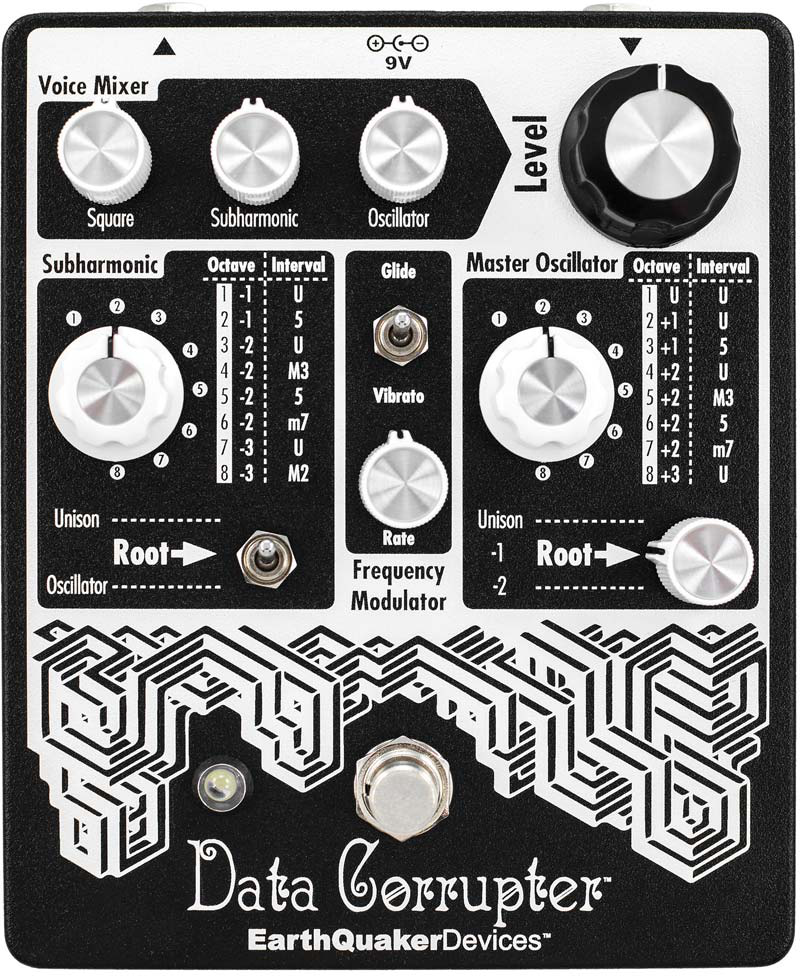 9V
Voice Mixer
Level
Square Subharmonic Oscillator
Subharmonic
1 2 3 4 5 6 7 8
Octave Interval
1 -1 U
2 -1 5
3 -2 U
4 -2 M3
5 -2 5
6 -2 m7
7 -3 U
8 -3 M2
Unison
Root
Oscillator
Glide
Vibrato
Rate
Frequency
Modulator
Master Oscillator
1 2 3 4 5 6 7 8
Octave Interval
1 U U
2 +1 U
3 +1 5
4 +2 U
5 +2 M3
6 +2 5
7 +2 m7
8 +3 U
Unison
-1 Root
-2
Data Corrupter™
EarthQuakerDevices™